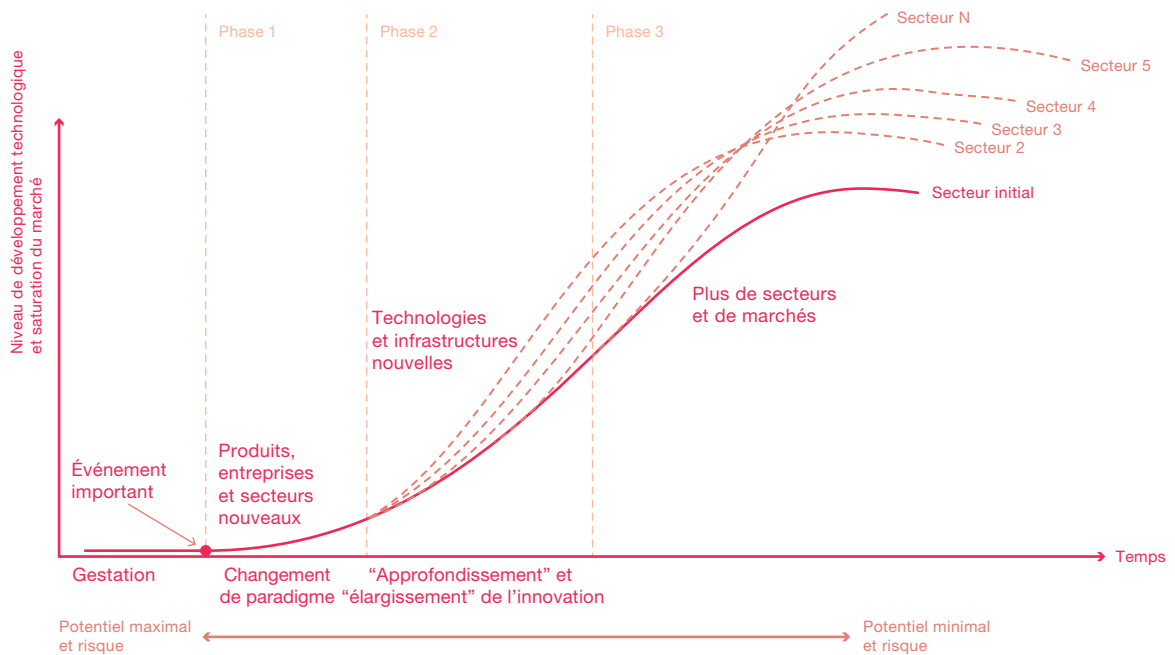 Phase 1
Phase 2
Phase 3
Secteur N
Secteur 5
Secteur 4
Secteur 3
Secteur 2
Secteur initial
Niveau de développement technologique
et saturation du marché
Plus de secteurs
et de marchés
Technologies
et infrastructures
nouvelles
Produits,
entreprises
et secteurs
nouveaux
Événement
important
Temps
Gestation
Changement
de paradigme
“Approfondissement” et
“élargissement” de l’innovation
Potentiel maximal
et risque
Potentiel minimal
et risque